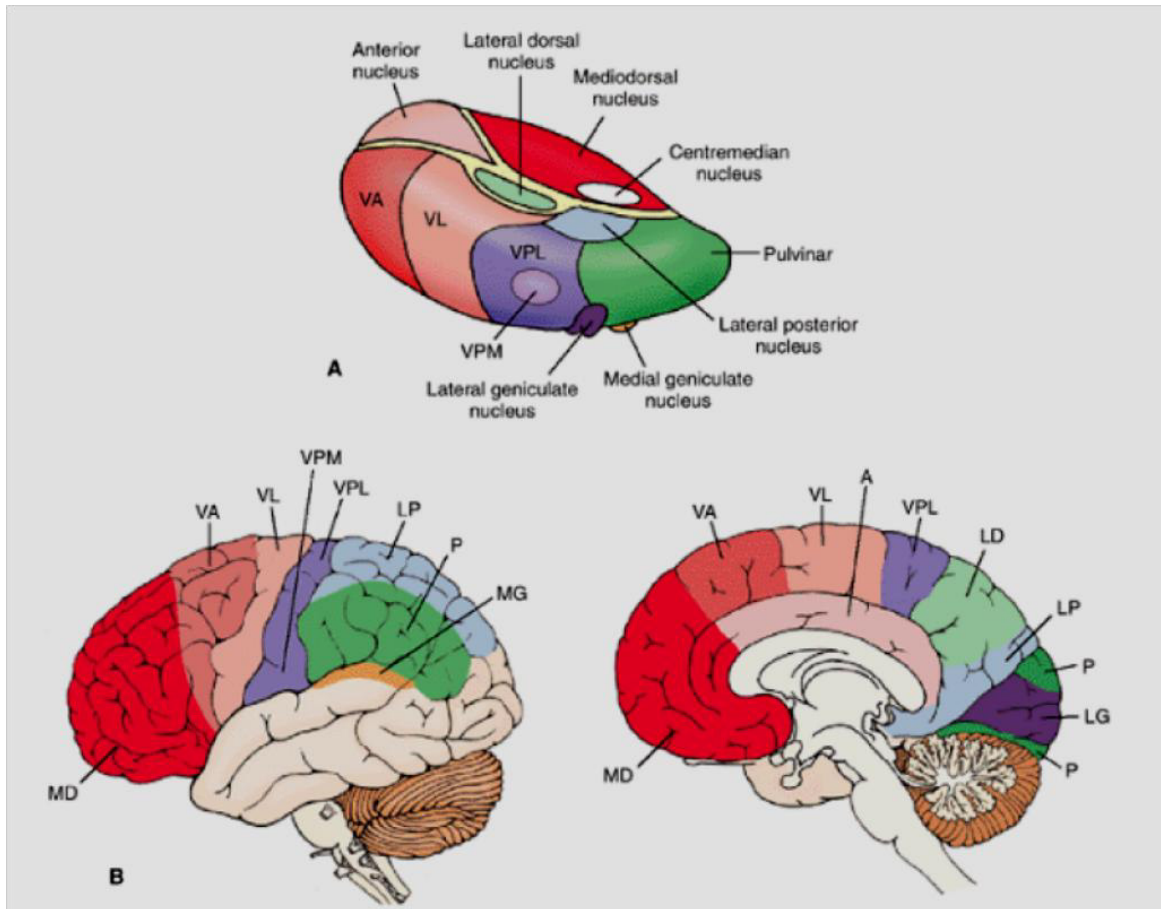 Anterior
nucleus
Lateral dorsal
nucleus
Mediodorsal
nucleus
Centremedian
nucleus
VA
VL
VPL
Pulvinar
Lateral posterior
nucleus
VPM
A
Lateral geniculate
nucleus
Medial geniculate
nucleus
VPM
VA
VL
VPL
LP
P
MG
MD
B
VA
VL
A
VPL
LD
LP
P
LG
P
MD